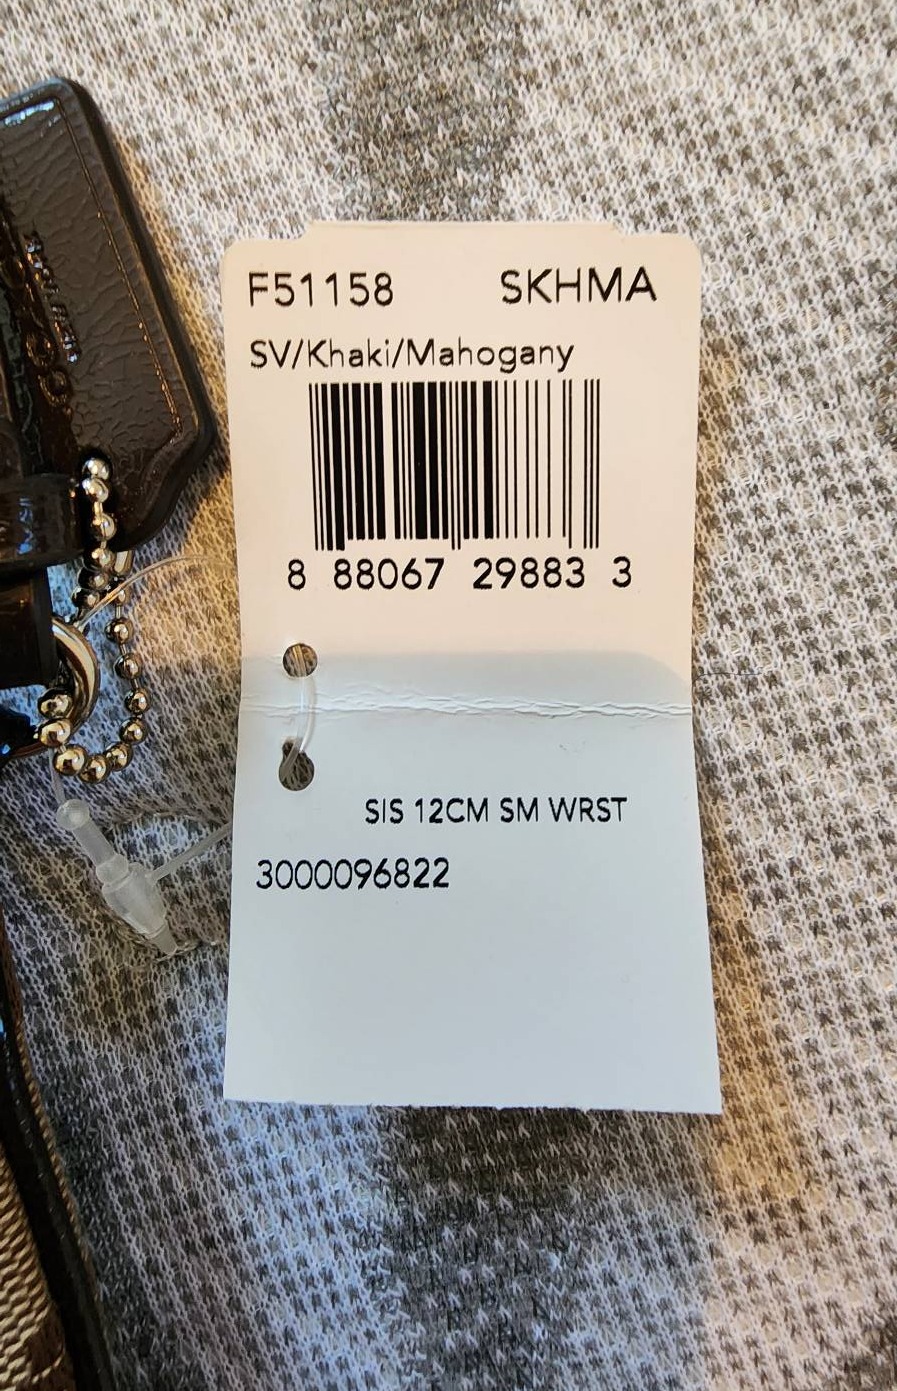 F51158 SKHMA
SV/Khaki/Mahogany
8 88067 29883 3
SIS 12CM SM WRST
3000096822